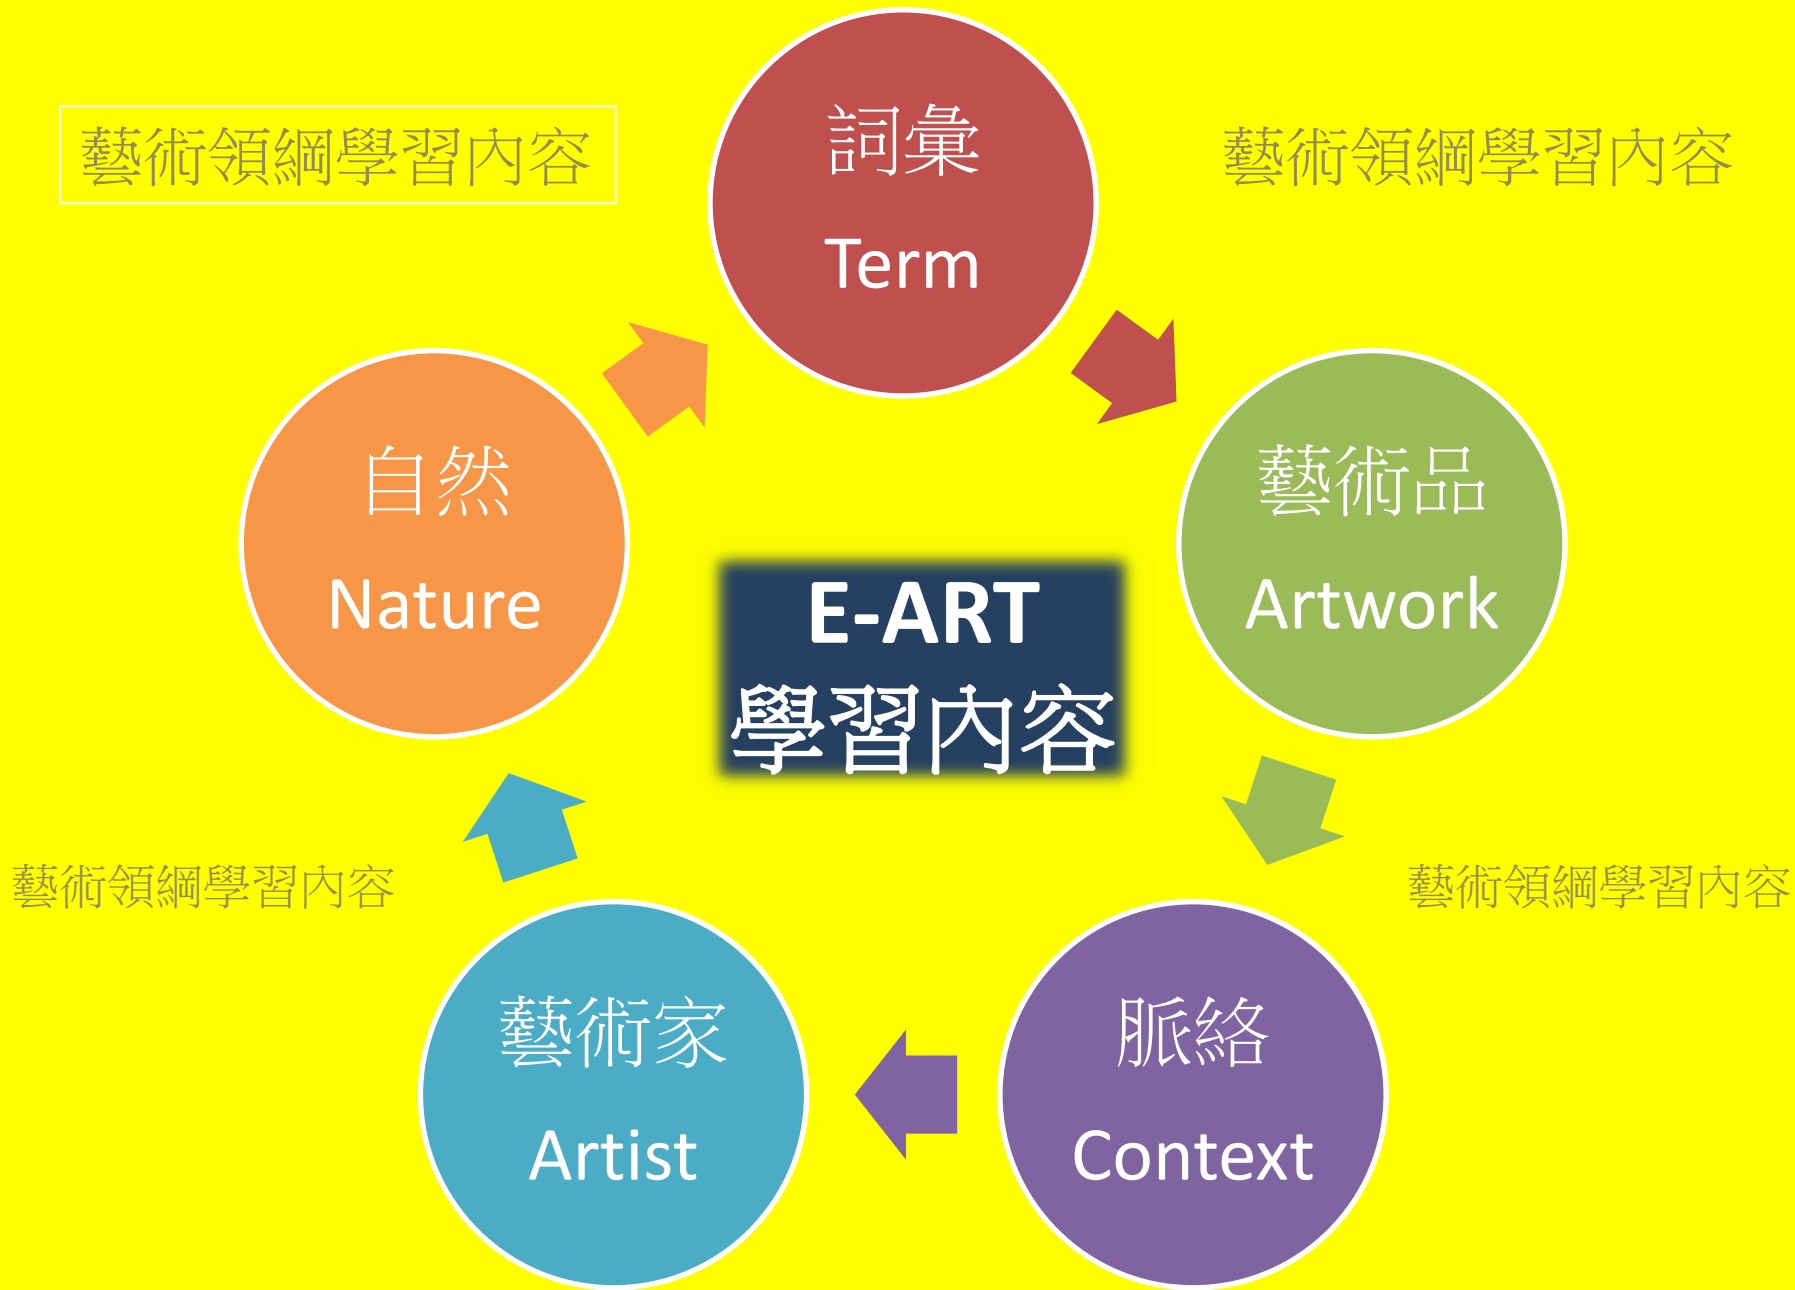 詞彙
Term
藝術領綱學習內容
藝術領綱學習內容
自然
Nature
藝術品
Artwork
E-ART
學習內容
藝術領綱學習內容
藝術領綱學習內容
藝術家
Artist
脈絡
Context